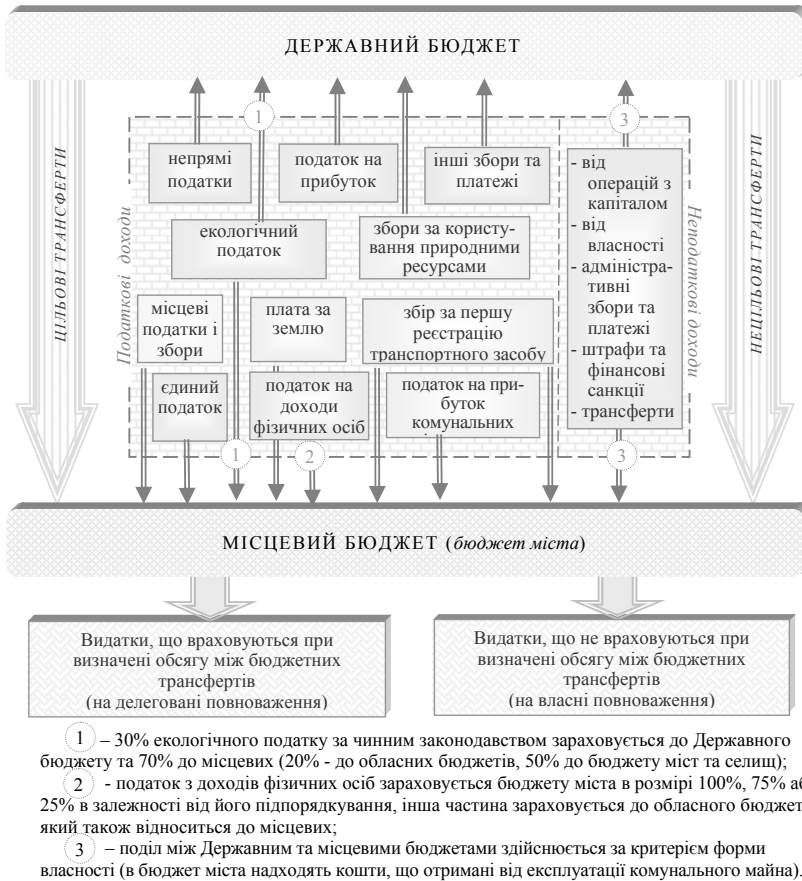 ДЕРЖАВНИЙ БЮДЖЕТ
ЦІЛЬОВІ ТРАНСФЕРТИ
НЕЦІЛЬОВІ ТРАНСФЕРТИ
Податкові доходи
Неподаткові доходи
1
3
непрямі
податки
податок на
прибуток
інші збори та
платежі
екологічний
податок
збори за користу-
вання природними
ресурсами
- від
операцій з
капіталом
- від
власності
- адміністра-
тивні
збори та
платежі
- штрафи та
фінансові
санкції
- трансферти
місцеві
податки і
збори
плата за
землю
збір за першу
реєстрацію
транспортного засобу
єдиний
податок
податок на
доходи
фізичних осіб
податок на при-
буток
комунальних
1
2
3
МІСЦЕВИЙ БЮДЖЕТ (бюджет міста)
Видатки, що враховуються при
визначені обсягу між бюджетних
трансфертів
(на делеговані повноваження)
Видатки, що не враховуються при
визначені обсягу між бюджетних
трансфертів
(на власні повноваження)
1 – 30% екологічного податку за чинним законодавством зараховується до Державного
бюджету та 70% до місцевих (20% - до обласних бюджетів, 50% до бюджету міст та селищ);
2 - податок з доходів фізичних осіб зараховується бюджету міста в розмірі 100%, 75% аб
25% в залежності від його підпорядкування, інша частина зараховується до обласного бюджет
який також відноситься до місцевих;
3 – поділ між Державним та місцевими бюджетами здійснюється за критерієм форми
власності (в бюджет міста надходять кошти, що отримані від експлуатації комунального майна).